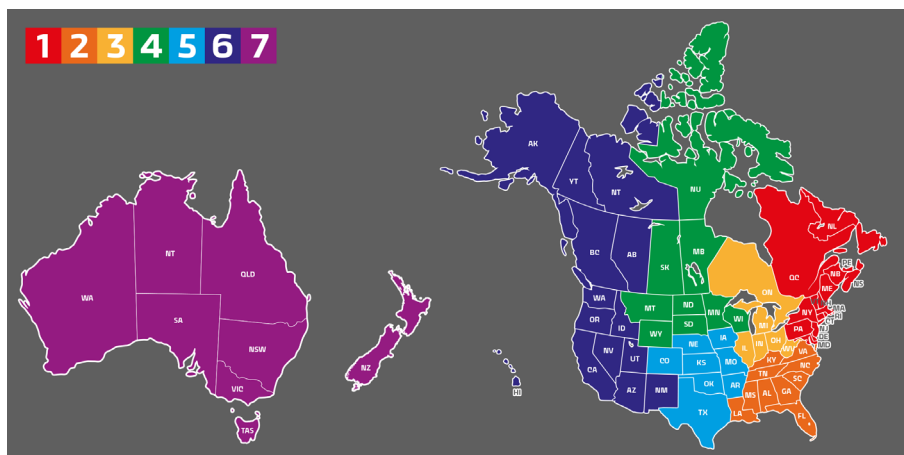 1 2 3 4 5 6 7
AK
YT
NT
NU
BC
AB
SK
MB
ON
QC
NL
PE
NB
NS
ME
WA
OR
ID
MT
ND
MN
WI
SD
WY
NV
UT
CA
AZ
NM
HI
NE
IA
CO
KS
MO
OK
AR
TX
MI
IL
IN
OH
WV
NY
PA
MA
RI
CT
DE
MD
KY
VA
NC
TN
SC
MS
AL
GA
LA
FL
WA
NT
QLD
SA
NSW
VIC
TAS
NZ